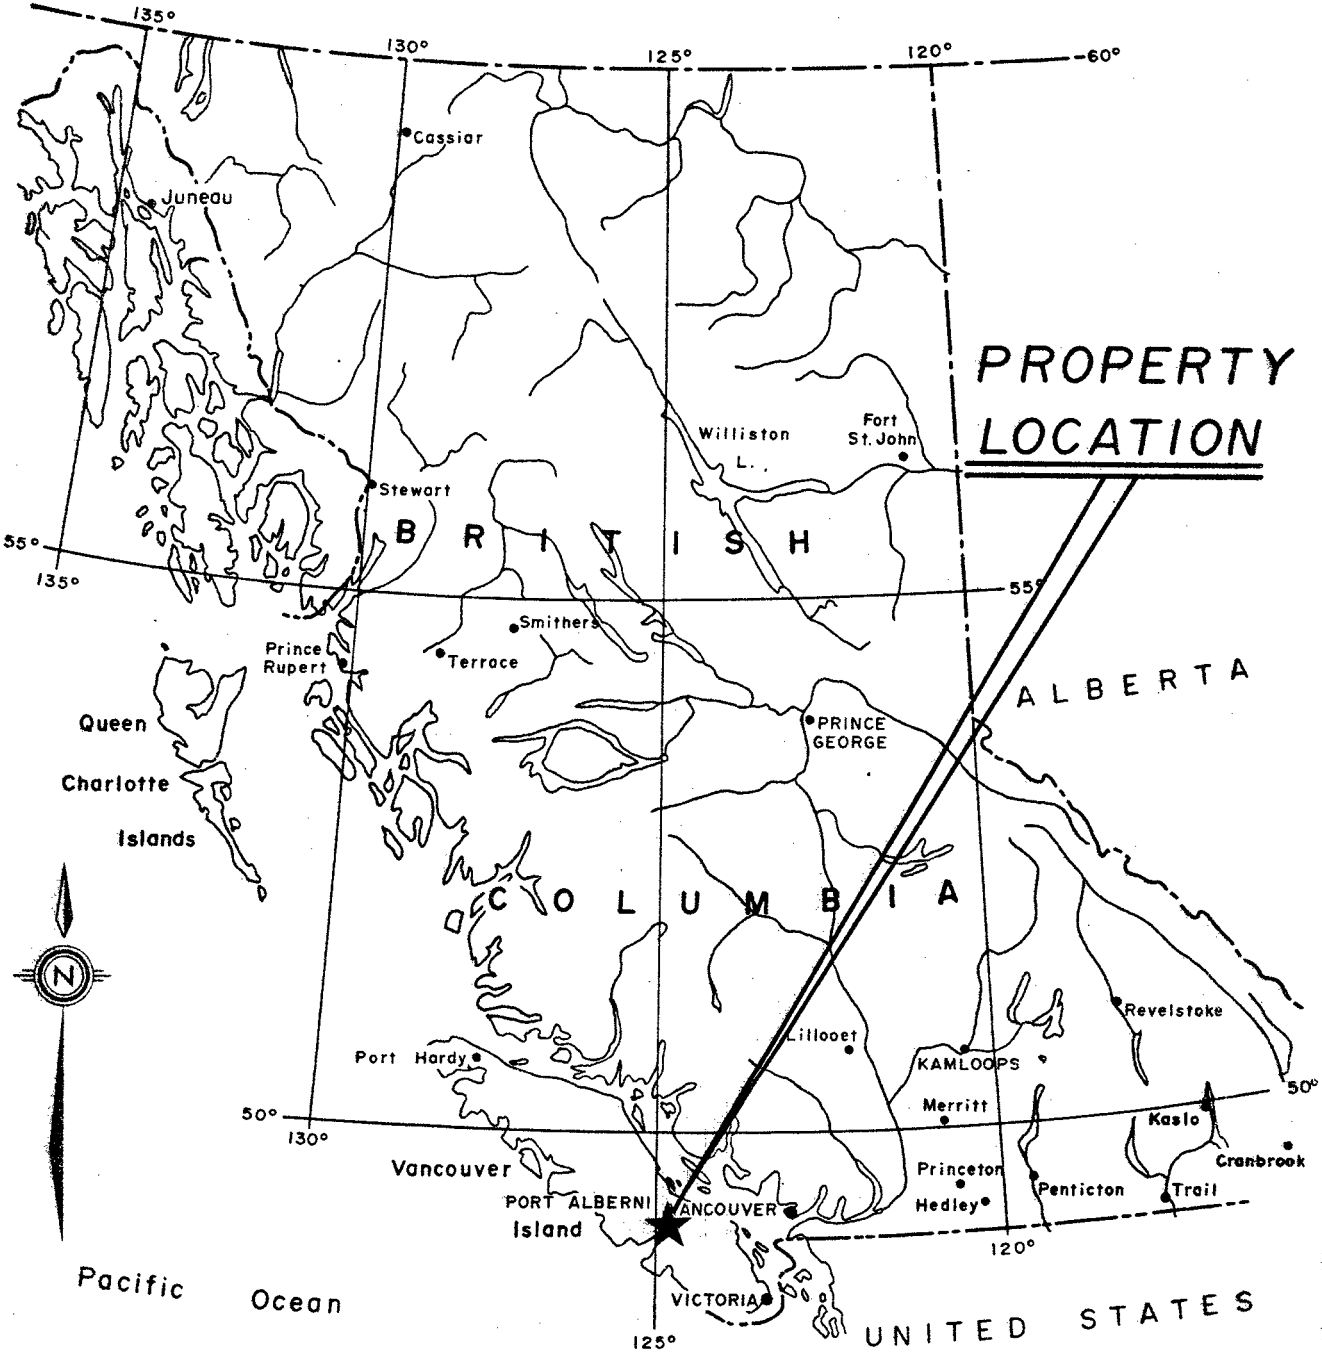 135°
130°
125°
120°
60°
Cassiar
Juneau
PROPERTY
LOCATION
Williston
L.
Fort
St. John
Stewart
BRITISH
55°
135°
55°
Smithers
Terrace
Prince
Rupert
ALBERTA
Queen
Charlotte
Islands
PRINCE
GEORGE
COLUMBIA
N
Revelstoke
Lillooet
Port Hardy
KAMLOOPS
50°
130°
50°
Merritt
Kaslo
Vancouver
Island
Princeton
Hedley
Penticton
Trail
Cranbrook
PORT ALBERNI
VANCOUVER
120°
Pacific Ocean
VICTORIA
125°
UNITED STATES